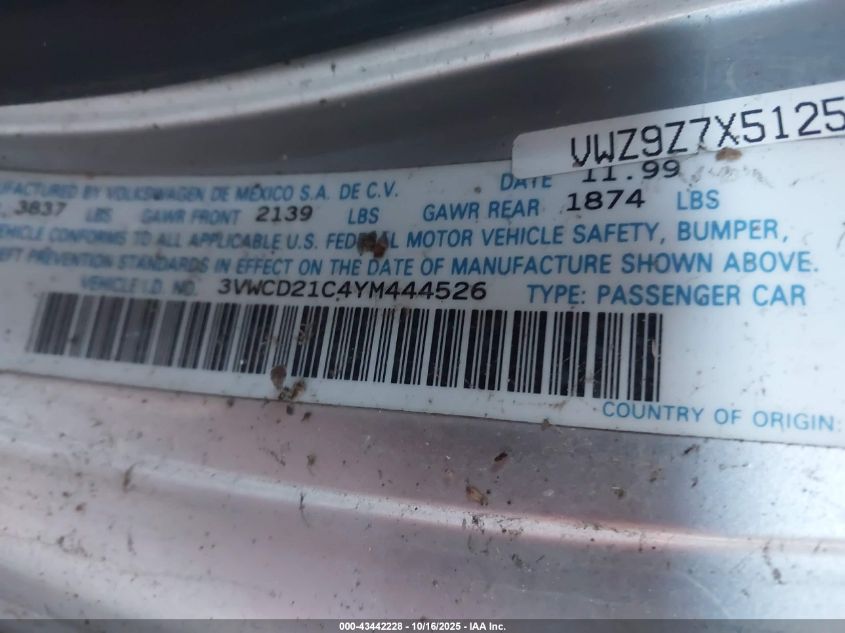 VWZ9Z7X5125
UFACTURED BY VOLKSWAGEN DE MEXICO S.A. DE C.V. DATE 11.99
3837 LBS GAWR FRONT 2139 LBS GAWR REAR 1874 LBS
VEHICLE CONFORMS TO ALL APPLICABLE U.S. FEDERAL MOTOR VEHICLE SAFETY, BUMPER,
EFT PREVENTION STANDARDS IN EFFECT ON THE DATE OF MANUFACTURE SHOWN ABOVE.
VEHICLE I.D. NO. 3VWCD21C4YM444526 TYPE: PASSENGER CAR
COUNTRY OF ORIGIN:
000-43442228 - 10/16/2025 - IAA Inc.